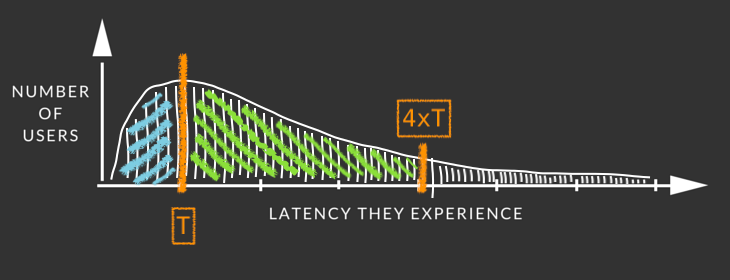 NUMBER
OF
USERS
4xT
T
LATENCY THEY EXPERIENCE